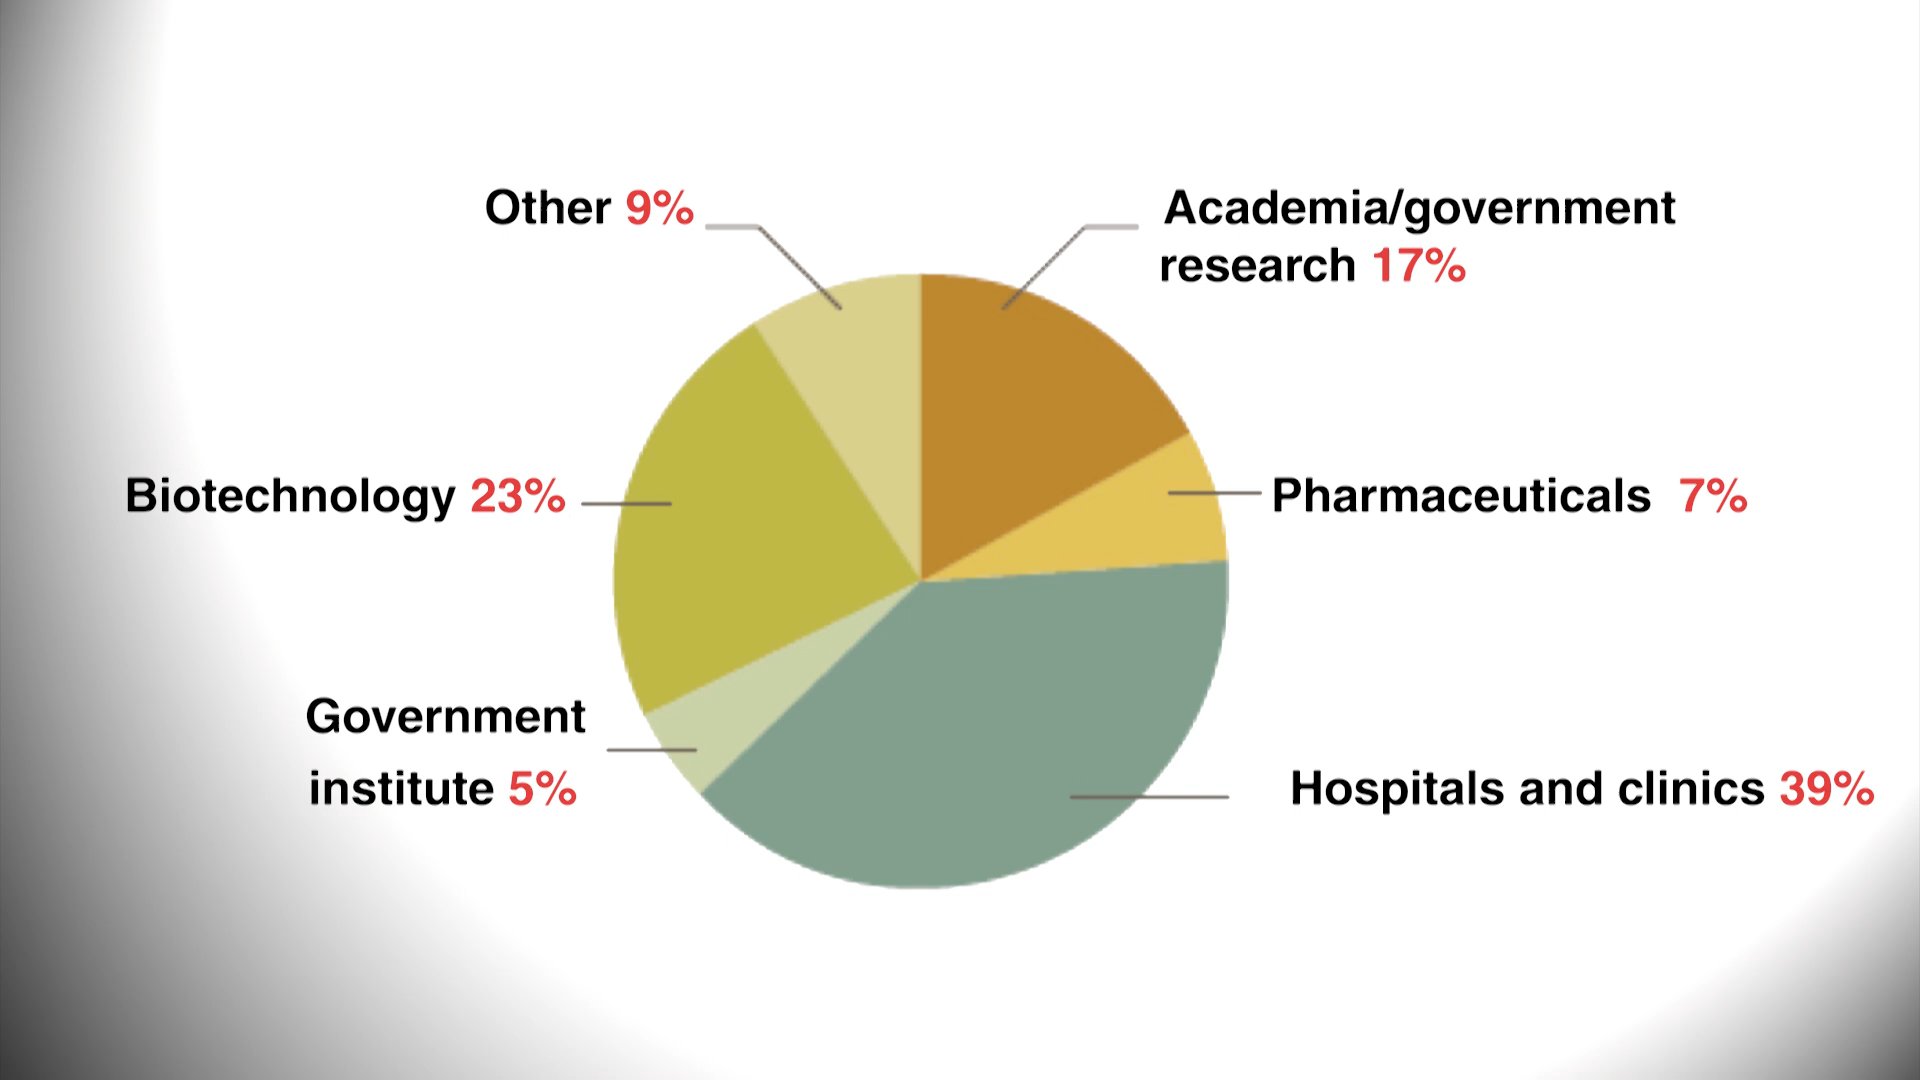 Other 9%
Academia/government
research 17%
Biotechnology 23%
Pharmaceuticals 7%
Government
institute 5%
Hospitals and clinics 39%